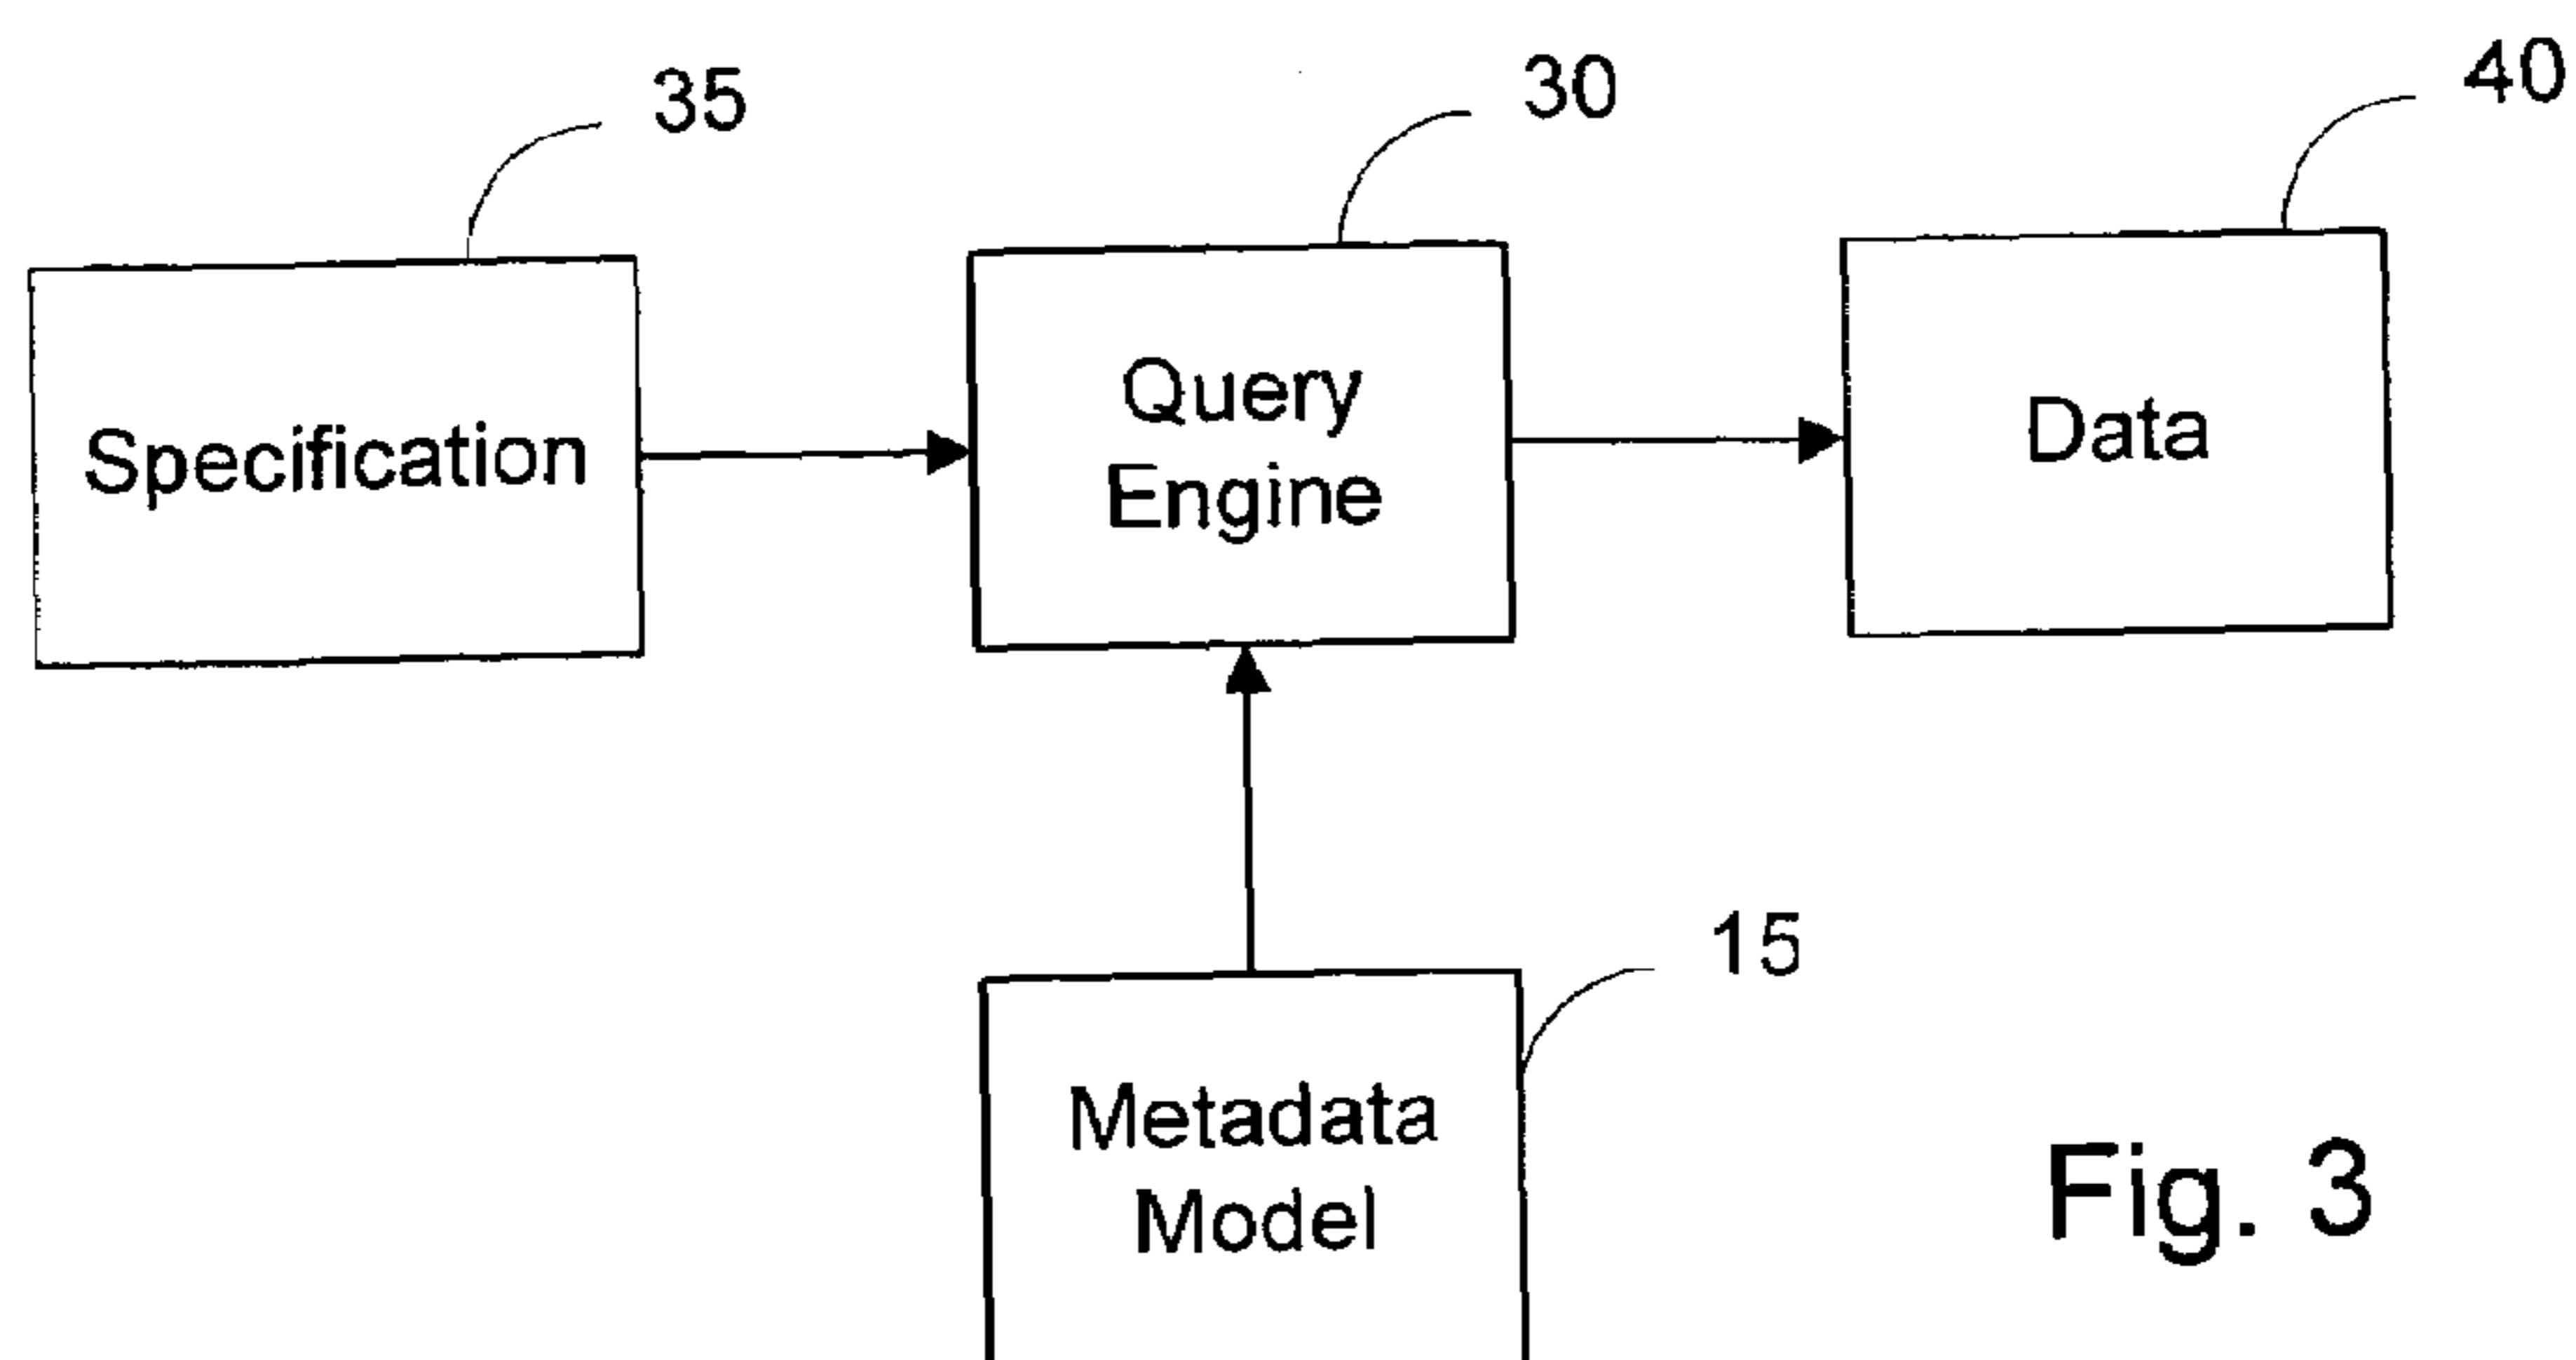 35
30
40
Specification
Query
Engine
Data
15
Metadata
Model
Fig. 3